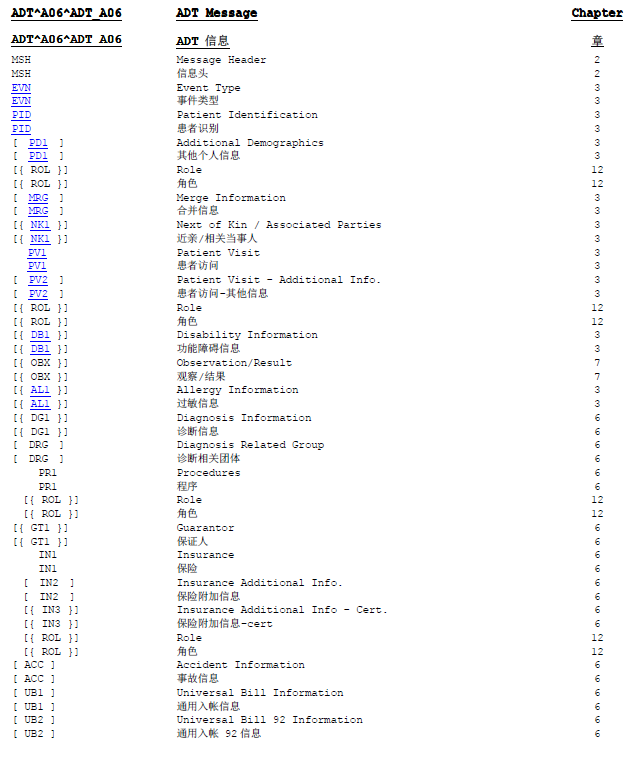 ADT^A06^ADT_A06 ADT Message Chapter
ADT^A06^ADT A06 ADT 信息 章
MSH Message Header 2
MSH 信息头 2
EVN Event Type 3
EVN 事件类型 3
PID Patient Identification 3
PID 患者识别 3
[ PD1 ] Additional Demographics 3
[ PD1 ] 其他个人信息 3
[{ ROL }] Role 12
[{ ROL }] 角色 12
[ MRG ] Merge Information 3
[ MRG ] 合并信息 3
[{ NK1 }] Next of Kin / Associated Parties 3
[{ NK1 }] 近亲/相关当事人 3
PV1 Patient Visit 3
PV1 患者访问 3
[ PV2 ] Patient Visit - Additional Info. 3
[ PV2 ] 患者访问-其他信息 3
[{ ROL }] Role 12
[{ ROL }] 角色 12
[{ DB1 }] Disability Information 3
[{ DB1 }] 功能障碍信息 3
[{ OBX }] Observation/Result 7
[{ OBX }] 观察/结果 7
[{ AL1 }] Allergy Information 3
[{ AL1 }] 过敏信息 3
[{ DG1 }] Diagnosis Information 6
[{ DG1 }] 诊断信息 6
[ DRG ] Diagnosis Related Group 6
[ DRG ] 诊断相关团体 6
PR1 Procedures 6
PR1 程序 6
[{ ROL }] Role 12
[{ ROL }] 角色 12
[{ GT1 }] Guarantor 6
[{ GT1 }] 保证人 6
IN1 Insurance 6
IN1 保险 6
[ IN2 ] Insurance Additional Info. 6
[ IN2 ] 保险附加信息 6
[{ IN3 }] Insurance Additional Info - Cert. 6
[{ IN3 }] 保险附加信息-cert 6
[{ ROL }] Role 12
[{ ROL }] 角色 12
[ ACC ] Accident Information 6
[ ACC ] 事故信息 6
[ UB1 ] Universal Bill Information 6
[ UB1 ] 通用入帐信息 6
[ UB2 ] Universal Bill 92 Information 6
[ UB2 ] 通用入帐 92 信息 6